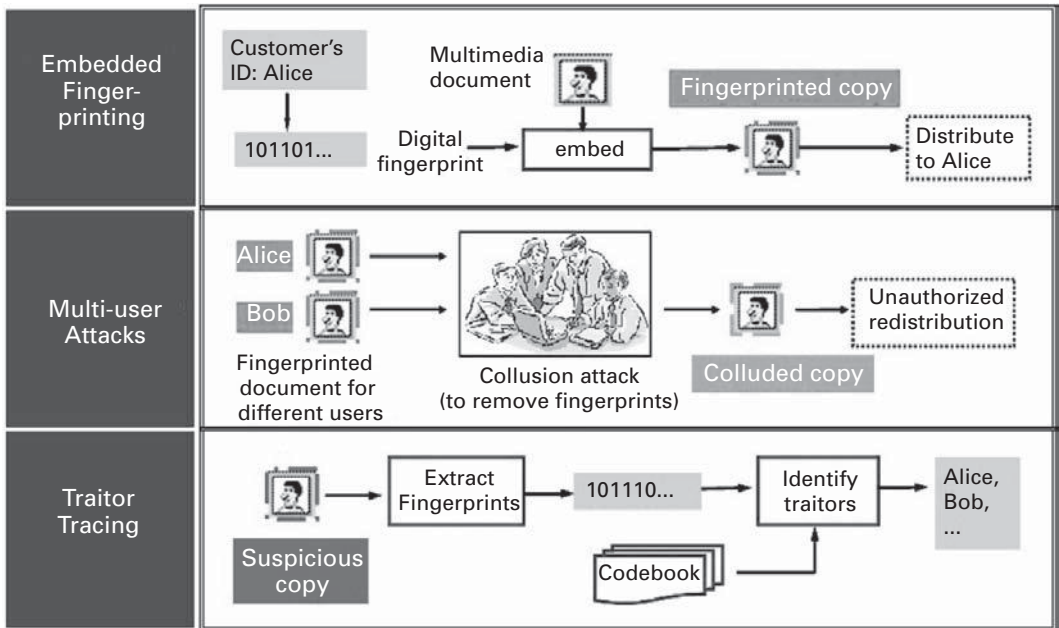 Embedded
Finger-
printing
Customer's
ID: Alice
101101...
Digital
fingerprint
Multimedia
document
embed
Fingerprinted copy
Distribute
to Alice
Multi-user
Attacks
Alice
Bob
Fingerprinted
document for
different users
Collusion attack
(to remove fingerprints)
Colluded copy
Unauthorized
redistribution
Traitor
Tracing
Suspicious
copy
Extract
Fingerprints
101110...
Codebook
Identify
traitors
Alice,
Bob,
...